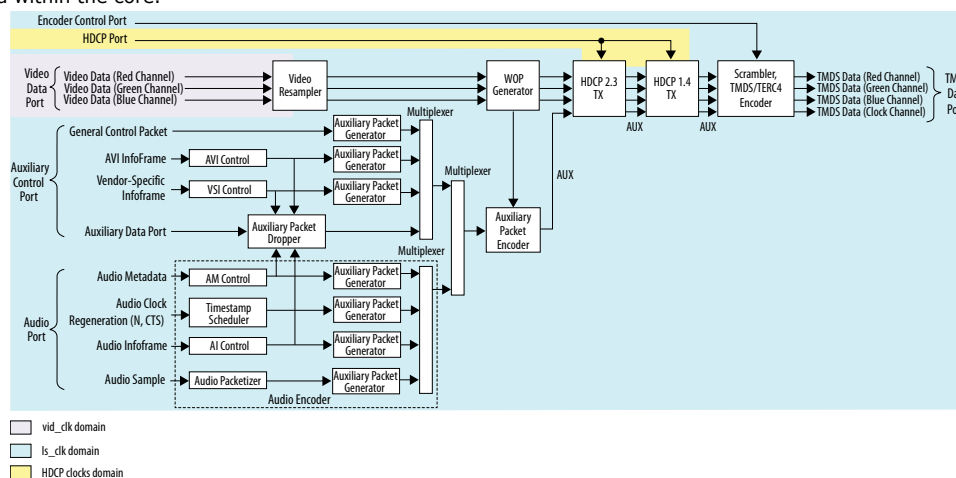 d within the core.
Encoder Control Port
HDCP Port
Video
Data
Port
Video Data (Red Channel)
Video Data (Green Channel)
Video Data (Blue Channel)
Video
Resampler
WOP
Generator
HDCP 2.3
TX
HDCP 1.4
TX
Scrambler,
TMDS/TERC4
Encoder
TMDS Data (Red Channel)
TMDS Data (Green Channel)
TMDS Data (Blue Channel)
TMDS Data (Clock Channel)
TM
Da
Po
AUX
AUX
Multiplexer
General Control Packet
Auxiliary Packet
Generator
Auxiliary
Control
Port
AVI InfoFrame
AVI Control
Auxiliary Packet
Generator
Vendor-Specific
Infoframe
VSI Control
Auxiliary Packet
Generator
Multiplexer
AUX
Auxiliary Data Port
Auxiliary Packet
Dropper
Auxiliary
Packet
Encoder
Multiplexer
Audio
Port
Audio Metadata
AM Control
Auxiliary Packet
Generator
Audio Clock
Regeneration (N, CTS)
Timestamp
Scheduler
Auxiliary Packet
Generator
Audio Infoframe
AI Control
Auxiliary Packet
Generator
Audio Sample
Audio Packetizer
Auxiliary Packet
Generator
Audio Encoder
vid_clk domain
ls_clk domain
HDCP clocks domain